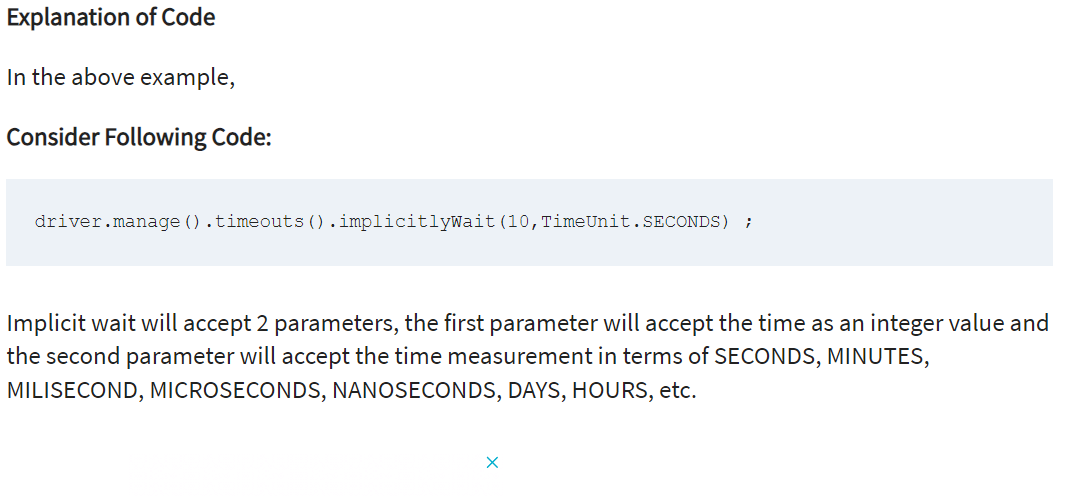 Explanation of Code
In the above example,
Consider Following Code:
driver.manage().timeouts().implicitlyWait(10,TimeUnit.SECONDS) ;
Implicit wait will accept 2 parameters, the first parameter will accept the time as an integer value and
the second parameter will accept the time measurement in terms of SECONDS, MINUTES,
MILISECOND, MICROSECONDS, NANOSECONDS, DAYS, HOURS, etc.